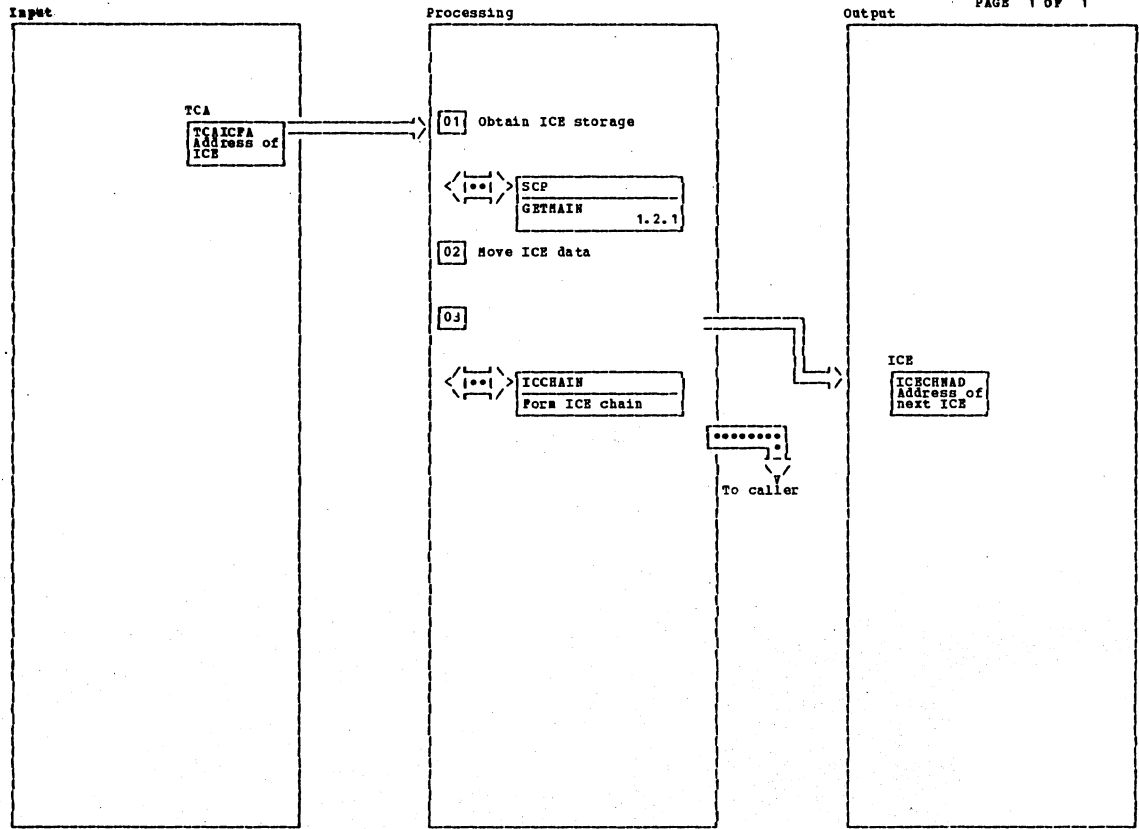 PAGE 1 OF 1
Input
Processing
Output
TCA
TCAICFA
Address of
ICE
01 Obtain ICE storage
SCP
GETMAIN
1.2.1
02 Move ICE data
03
ICCHAIN
Form ICE chain
ICE
ICECHNAD
Address of
next ICE
To caller